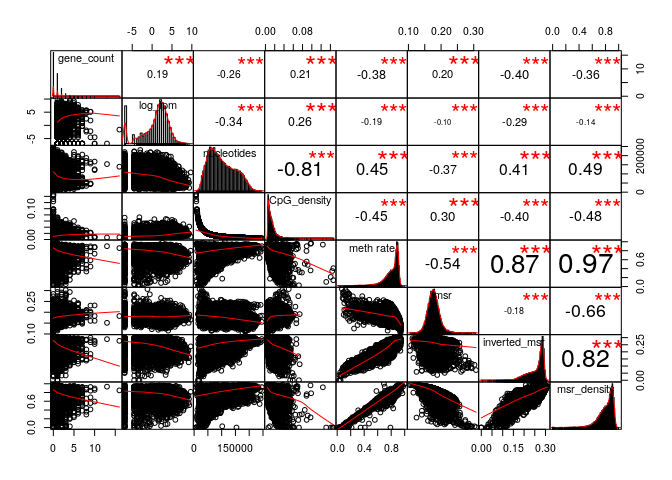 -5 0 5 10 0.00 0.08 0.10 0.20 0.30 0.0 0.4 0.8
gene_count 0.19 *** -0.26 *** 0.21 *** -0.38 *** 0.20 *** -0.40 *** -0.36 *** 0 10
-5 5 -0.34 *** 0.26 *** -0.19 *** -0.10 *** -0.29 *** -0.14 ***
nucleotides -0.81 *** 0.45 *** -0.37 *** 0.41 *** 0.49 *** 0 200000
0.00 0.10 CpG_density -0.45 *** 0.30 *** -0.40 *** -0.48 ***
meth rate -0.54 *** 0.87 *** 0.97 *** 0.0 0.6
0.10 0.25 msr -0.18 *** -0.66 ***
inverted_msr 0.82 *** 0.00 0.25
0.0 0.6 msr_density
0 5 10 0 150000 0.0 0.4 0.8 0.00 0.15 0.30